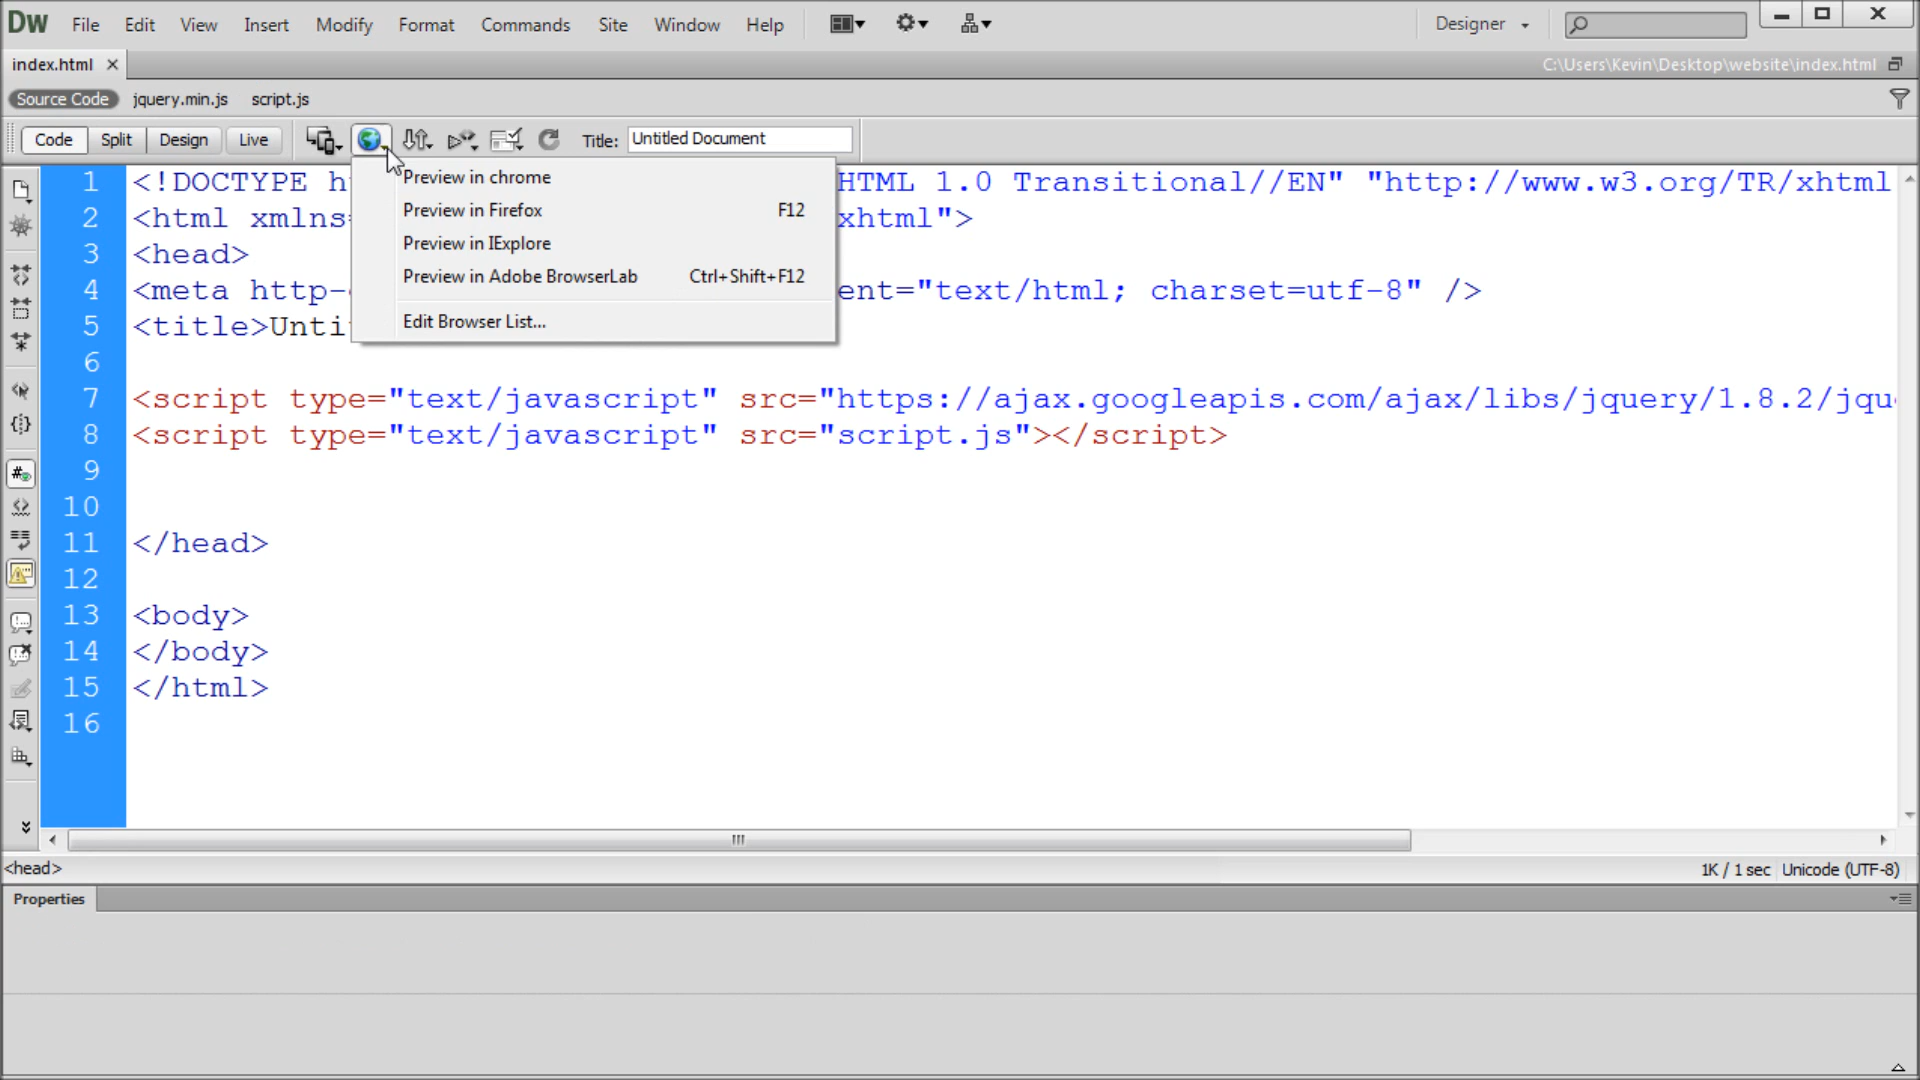 Dw File Edit View Insert Modify Format Commands Site Window Help Designer
index.html C:\Users\Kevin\Desktop\website\index.html
Source Code jquery.min.js script.js
Code Split Design Live Title: Untitled Document
Preview in chrome
Preview in Firefox F12
Preview in IExplore
Preview in Adobe BrowserLab Ctrl+Shift+F12
Edit Browser List...
1 <!DOCTYPE h HTML 1.0 Transitional//EN" "http://www.w3.org/TR/xhtml
2 <html xmlns xhtml">
3 <head>
4 <meta http- ent="text/html; charset=utf-8" />
5 <title>Unti
6
7 <script type="text/javascript" src="https://ajax.googleapis.com/ajax/libs/jquery/1.8.2/jqu
8 <script type="text/javascript" src="script.js"></script>
9
10
11 </head>
12
13 <body>
14 </body>
15 </html>
16
<head> 1K / 1 sec Unicode (UTF-8)
Properties